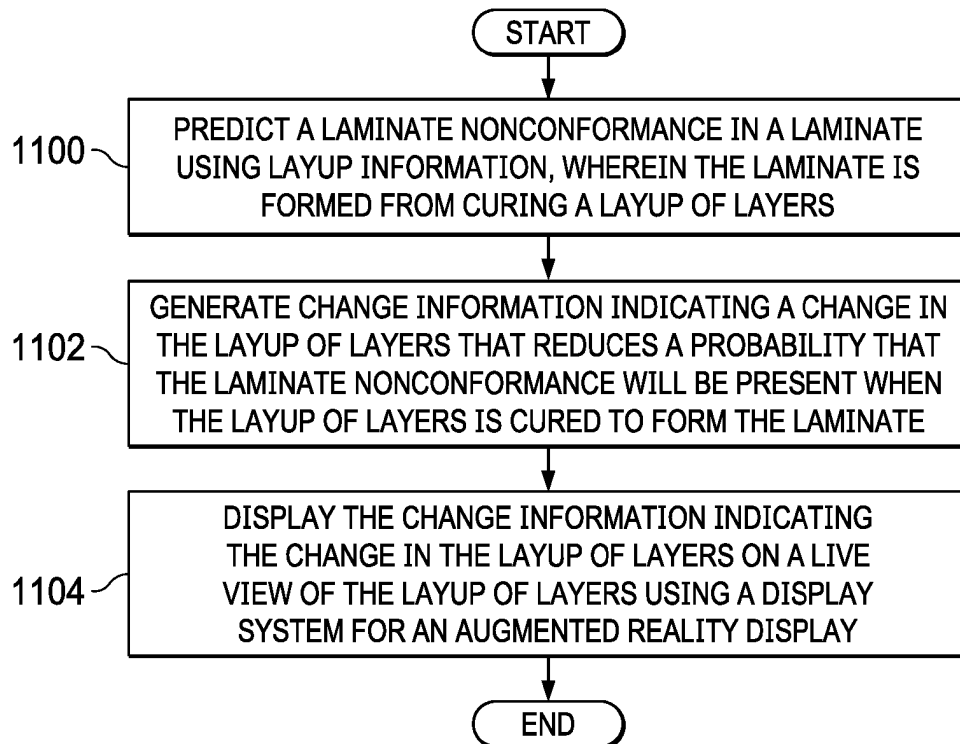 START
1100
PREDICT A LAMINATE NONCONFORMANCE IN A LAMINATE
USING LAYUP INFORMATION, WHEREIN THE LAMINATE IS
FORMED FROM CURING A LAYUP OF LAYERS
1102
GENERATE CHANGE INFORMATION INDICATING A CHANGE IN
THE LAYUP OF LAYERS THAT REDUCES A PROBABILITY THAT
THE LAMINATE NONCONFORMANCE WILL BE PRESENT WHEN
THE LAYUP OF LAYERS IS CURED TO FORM THE LAMINATE
1104
DISPLAY THE CHANGE INFORMATION INDICATING
THE CHANGE IN THE LAYUP OF LAYERS ON A LIVE
VIEW OF THE LAYUP OF LAYERS USING A DISPLAY
SYSTEM FOR AN AUGMENTED REALITY DISPLAY
END